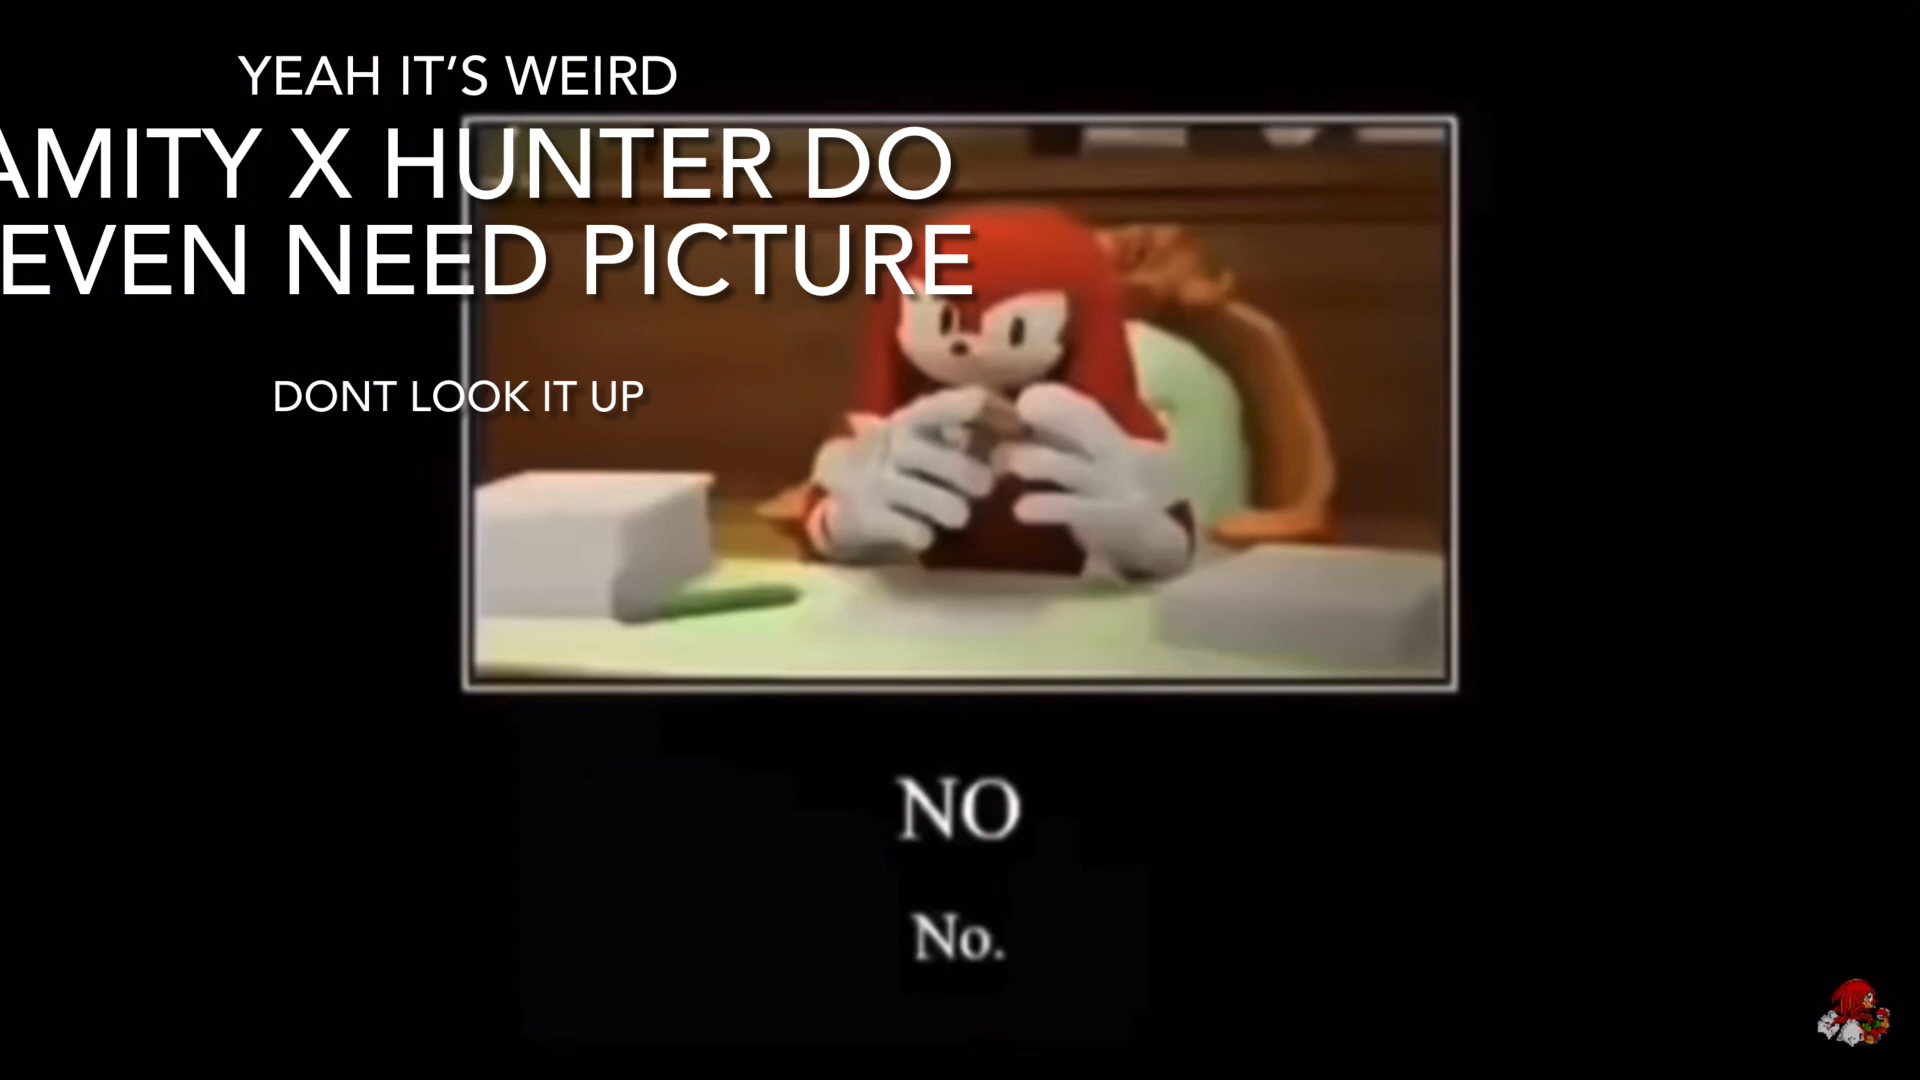 YEAH IT'S WEIRD
AMITY X HUNTER DO
EVEN NEED PICTURE
DONT LOOK IT UP
NO
No.